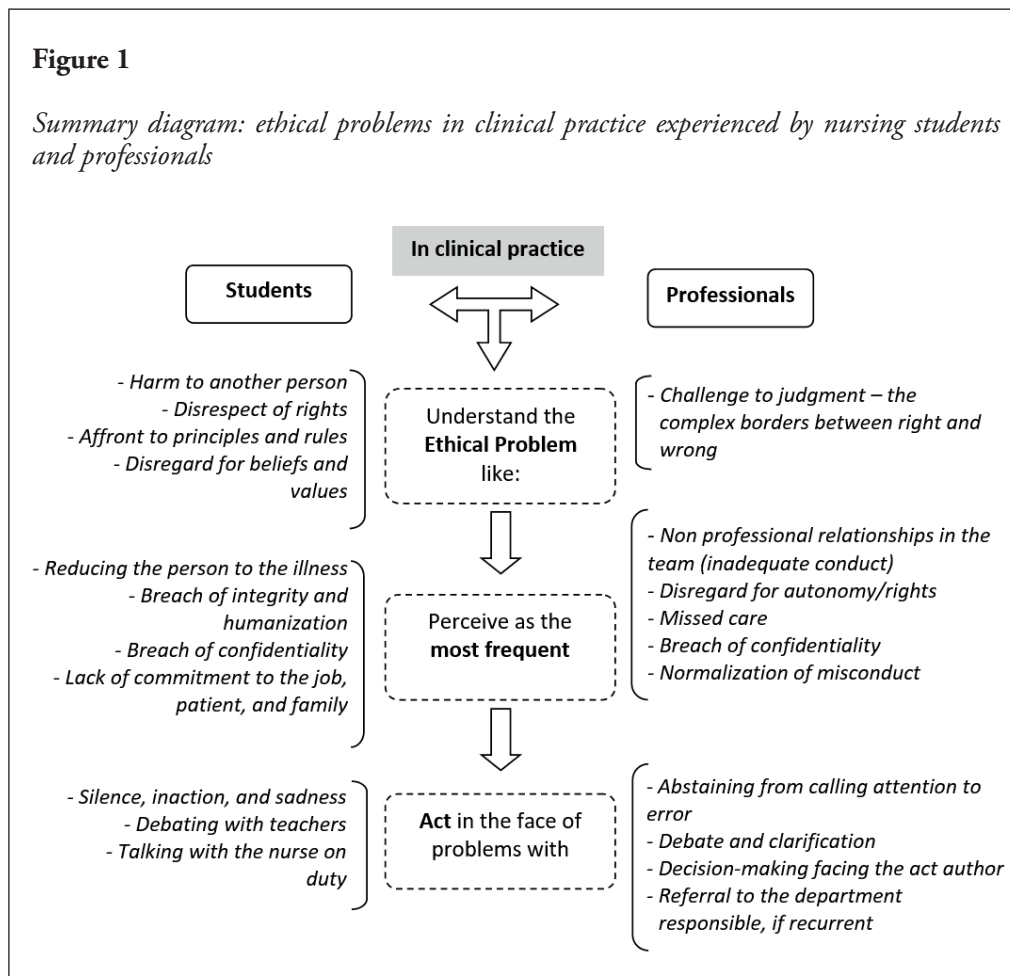 Figure 1
Summary diagram: ethical problems in clinical practice experienced by nursing students
and professionals
In clinical practice
Students
Professionals
- Harm to another person
- Disrespect of rights
- Affront to principles and rules
- Disregard for beliefs and
values
Understand the
Ethical Problem
like:
- Challenge to judgment – the
complex borders between right and
wrong
- Reducing the person to the illness
- Breach of integrity and
humanization
- Breach of confidentiality
- Lack of commitment to the job,
patient, and family
Perceive as the
most frequent
- Non professional relationships in the
team (inadequate conduct)
- Disregard for autonomy/rights
- Missed care
- Breach of confidentiality
- Normalization of misconduct
- Silence, inaction, and sadness
- Debating with teachers
- Talking with the nurse on
duty
Act in the face of
problems with
- Abstaining from calling attention to
error
- Debate and clarification
- Decision-making facing the act author
- Referral to the department
responsible, if recurrent